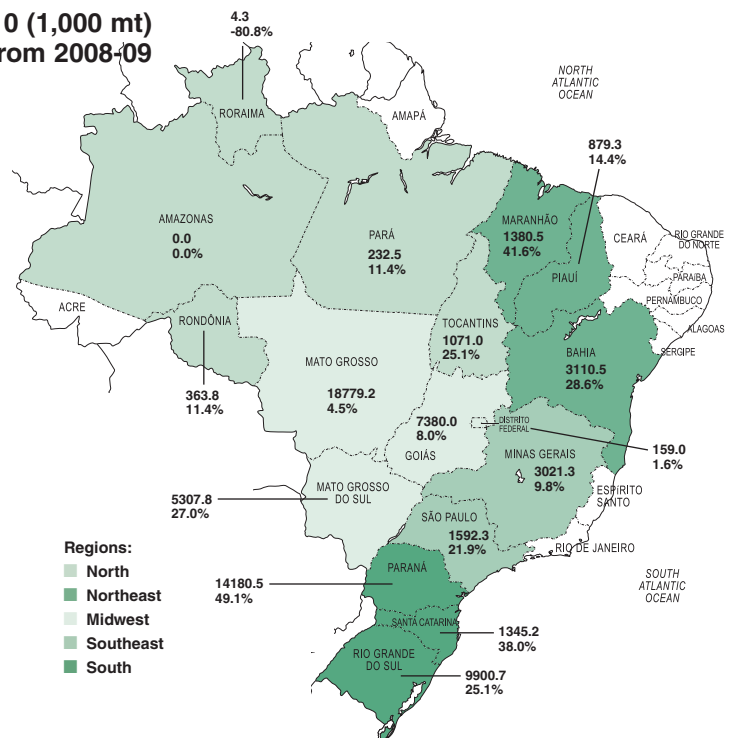 0 (1,000 mt)
rom 2008-09
4.3
-80.8%
NORTH
ATLANTIC
OCEAN
RORAIMA
AMAPÁ
879.3
14.4%
AMAZONAS
0.0
0.0%
PARÁ
232.5
11.4%
MARANHÃO
1380.5
41.6%
CEARÁ
RIO GRANDE
DO NORTE
PIAUÍ
PARAÍBA
PERNAMBUCO
ACRE
RONDÔNIA
TOCANTINS
1071.0
25.1%
ALAGOAS
SERGIPE
BAHIA
3110.5
28.6%
MATO GROSSO
18779.2
4.5%
363.8
11.4%
7380.0
8.0%
GOIÁS
DISTRITO
FEDERAL
159.0
1.6%
MINAS GERAIS
3021.3
9.8%
MATO GROSSO
DO SUL
5307.8
27.0%
ESPÍRITO
SANTO
SÃO PAULO
1592.3
21.9%
RIO DE JANEIRO
Regions:
North
Northeast
Midwest
Southeast
South
PARANÁ
14180.5
49.1%
SOUTH
ATLANTIC
OCEAN
SANTA CATARINA
1345.2
38.0%
RIO GRANDE
DO SUL
9900.7
25.1%